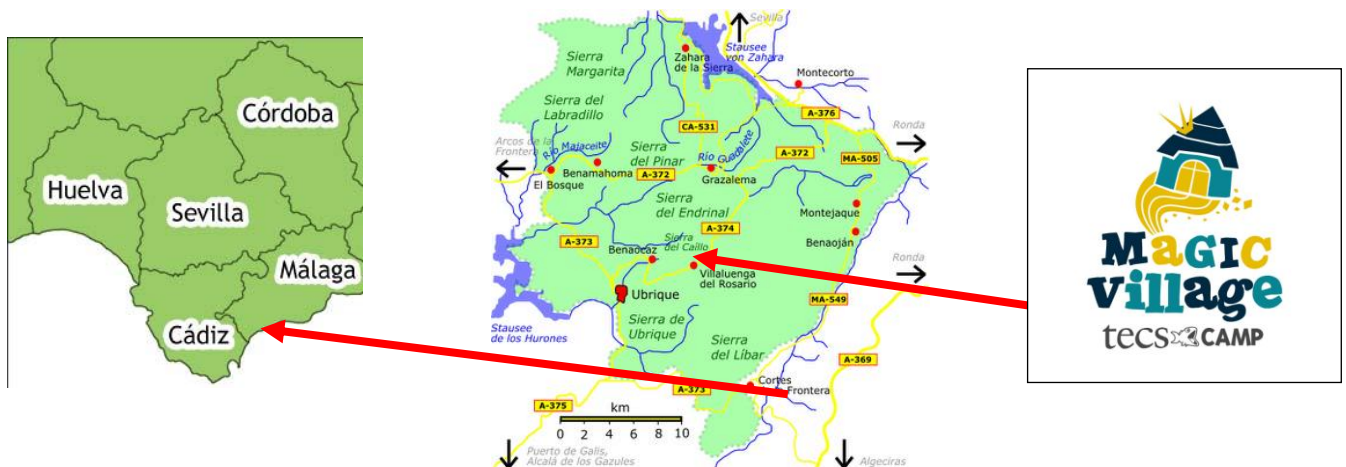 Córdoba
Huelva
Sevilla
Málaga
Cádiz
Sevilla
Stausee
von Zahara
Zahara
de la Sierra
Montecorto
Sierra
Margarita
Sierra del
Labradillo
A-376
CA-531
Ronda
Arcos de la
Frontera
Río Majaceite
Sierra
del Pinar
Río Guadalete
A-372
MA-505
El Bosque
Benamahoma
A-372
Grazalema
Sierra
del Endrinal
Montejaque
A-374
Benaoján
A-373
Sierra
del Caíllo
Benaocaz
Villaluenga
del Rosario
Ronda
Ubrique
MA-549
Stausee
de los Hurones
Sierra de
Ubrique
Sierra
del Líbar
A-369
A-373
Cortes
Frontera
A-375
km
0 2 4 6 8 10
Puerto de Galis,
Alcalá de los Gazules
Algeciras
MaGIC
village
tecs CAMP